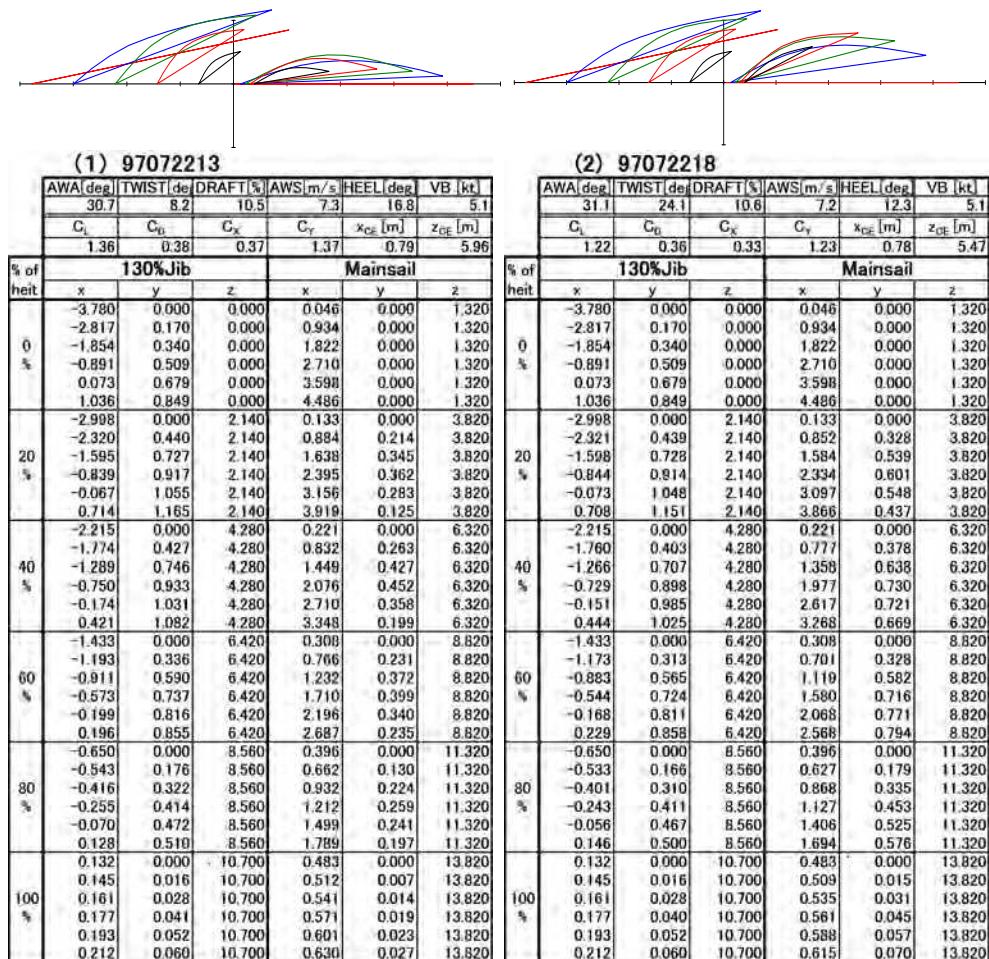 (1) 97072213
AWA[deg] TWIST[deg DRAFT[%] AWS[m/s] HEEL[deg] VB [kt]
30.7 8.2 10.5 7.3 16.8 5.1
CL CD CX CY xCE [m] zCE [m]
1.36 0.38 0.37 1.37 0.79 5.96
% of 130%Jib Mainsail
heit x y z x y z
-3.780 0.000 0.000 0.046 0.000 1.320
-2.817 0.170 0.000 0.934 0.000 1.320
0 -1.854 0.340 0.000 1.822 0.000 1.320
% -0.891 0.509 0.000 2.710 0.000 1.320
0.073 0.679 0.000 3.598 0.000 1.320
1.036 0.849 0.000 4.486 0.000 1.320
-2.998 0.000 2.140 0.133 0.000 3.820
-2.320 0.440 2.140 0.884 0.214 3.820
20 -1.595 0.727 2.140 1.638 0.345 3.820
% -0.839 0.917 2.140 2.395 0.362 3.820
-0.067 1.055 2.140 3.156 0.283 3.820
0.714 1.165 2.140 3.919 0.125 3.820
-2.215 0.000 4.280 0.221 0.000 6.320
-1.774 0.427 4.280 0.832 0.263 6.320
40 -1.289 0.746 4.280 1.449 0.427 6.320
% -0.750 0.933 4.280 2.076 0.452 6.320
-0.174 1.031 4.280 2.710 0.358 6.320
0.421 1.082 4.280 3.348 0.199 6.320
-1.433 0.000 6.420 0.308 0.000 8.820
-1.193 0.336 6.420 0.766 0.231 8.820
60 -0.911 0.590 6.420 1.232 0.372 8.820
% -0.573 0.737 6.420 1.710 0.399 8.820
-0.199 0.816 6.420 2.196 0.340 8.820
0.196 0.855 6.420 2.687 0.235 8.820
-0.650 0.000 8.560 0.396 0.000 11.320
-0.543 0.176 8.560 0.662 0.130 11.320
80 -0.416 0.322 8.560 0.932 0.224 11.320
% -0.255 0.414 8.560 1.212 0.259 11.320
-0.070 0.472 8.560 1.499 0.241 11.320
0.128 0.510 8.560 1.789 0.197 11.320
0.132 0.000 10.700 0.483 0.000 13.820
0.145 0.016 10.700 0.512 0.007 13.820
100 0.161 0.028 10.700 0.541 0.014 13.820
% 0.177 0.041 10.700 0.571 0.019 13.820
0.193 0.052 10.700 0.601 0.023 13.820
0.212 0.060 10.700 0.630 0.027 13.820
(2) 97072218
AWA[deg] TWIST[deg DRAFT[%] AWS[m/s] HEEL[deg] VB [kt]
31.1 24.1 10.6 7.2 12.3 5.1
CL CD CX CY xCE [m] zCE [m]
1.22 0.36 0.33 1.23 0.78 5.47
% of 130%Jib Mainsail
heit x y z x y z
-3.780 0.000 0.000 0.046 0.000 1.320
-2.817 0.170 0.000 0.934 0.000 1.320
0 -1.854 0.340 0.000 1.822 0.000 1.320
% -0.891 0.509 0.000 2.710 0.000 1.320
0.073 0.679 0.000 3.598 0.000 1.320
1.036 0.849 0.000 4.486 0.000 1.320
-2.998 0.000 2.140 0.133 0.000 3.820
-2.321 0.439 2.140 0.852 0.328 3.820
20 -1.598 0.728 2.140 1.584 0.539 3.820
% -0.844 0.914 2.140 2.334 0.601 3.820
-0.073 1.048 2.140 3.097 0.548 3.820
0.708 1.151 2.140 3.866 0.437 3.820
-2.215 0.000 4.280 0.221 0.000 6.320
-1.760 0.403 4.280 0.777 0.378 6.320
40 -1.266 0.707 4.280 1.358 0.638 6.320
% -0.729 0.898 4.280 1.977 0.730 6.320
-0.151 0.985 4.280 2.617 0.721 6.320
0.444 1.025 4.280 3.268 0.669 6.320
-1.433 0.000 6.420 0.308 0.000 8.820
-1.173 0.313 6.420 0.701 0.328 8.820
60 -0.883 0.565 6.420 1.119 0.582 8.820
% -0.544 0.724 6.420 1.580 0.716 8.820
-0.168 0.811 6.420 2.068 0.771 8.820
0.229 0.858 6.420 2.568 0.794 8.820
-0.650 0.000 8.560 0.396 0.000 11.320
-0.533 0.166 8.560 0.627 0.179 11.320
80 -0.401 0.310 8.560 0.868 0.335 11.320
% -0.243 0.411 8.560 1.127 0.453 11.320
-0.056 0.467 8.560 1.406 0.525 11.320
0.146 0.500 8.560 1.694 0.576 11.320
0.132 0.000 10.700 0.483 0.000 13.820
0.145 0.016 10.700 0.509 0.015 13.820
100 0.161 0.028 10.700 0.535 0.031 13.820
% 0.177 0.040 10.700 0.561 0.045 13.820
0.193 0.052 10.700 0.588 0.057 13.820
0.212 0.060 10.700 0.615 0.070 13.820